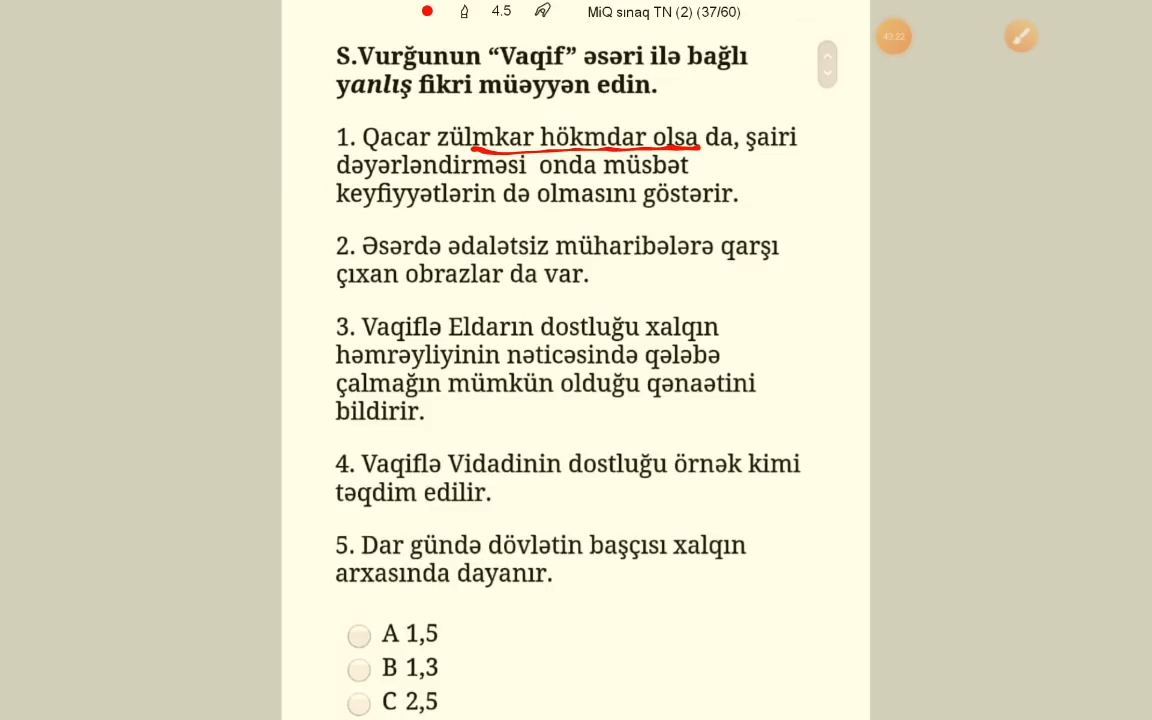 4.5 MiQ sınaq TN (2) (37/60)
43:22
S.Vurğunun “Vaqif” əsəri ilə bağlı
yanlış fikri müəyyən edin.
1. Qacar zülmkar hökmdar olsa da, şairi
dəyərləndirməsi onda müsbət
keyfiyyətlərin də olmasını göstərir.
2. Əsərdə ədalətsiz müharibələrə qarşı
çıxan obrazlar da var.
3. Vaqiflə Eldarın dostluğu xalqın
həmrəyliyinin nəticəsində qələbə
çalmağın mümkün olduğu qənaətini
bildirir.
4. Vaqiflə Vidadinin dostluğu örnək kimi
təqdim edilir.
5. Dar gündə dövlətin başçısı xalqın
arxasında dayanır.
A 1,5
B 1,3
C 2,5